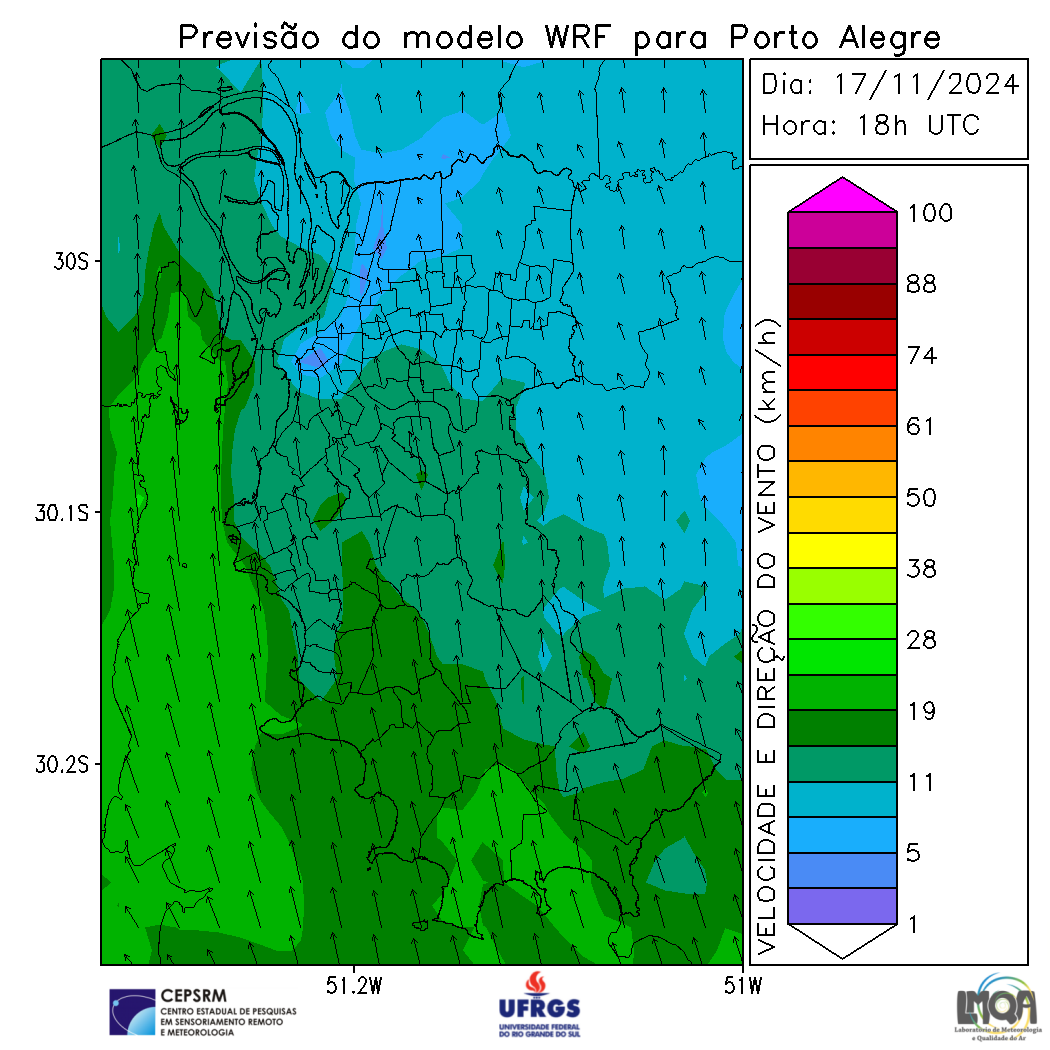 Previsão do modelo WRF para Porto Alegre
Dia: 17/11/2024
Hora: 18h UTC
30S
30.1S
30.2S
51.2W
51W
VELOCIDADE E DIREÇÃO DO VENTO (km/h)
100
88
74
61
50
38
28
19
11
5
1
CEPSRM
CENTRO ESTADUAL DE PESQUISAS
EM SENSORIAMENTO REMOTO
E METEOROLOGIA
UFRGS
UNIVERSIDADE FEDERAL
DO RIO GRANDE DO SUL
LMQA
Laboratório de Meteorologia
e Qualidade do Ar